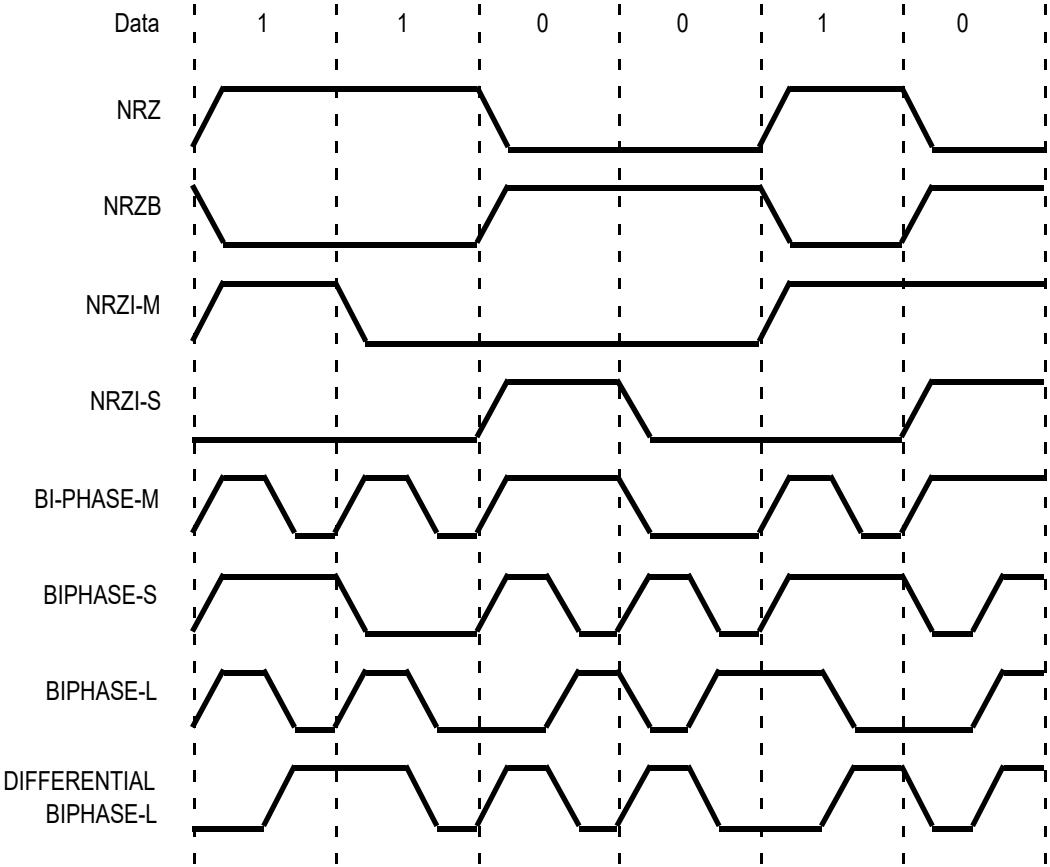 Data 1 1 0 0 1 0
NRZ
NRZB
NRZI-M
NRZI-S
BI-PHASE-M
BIPHASE-S
BIPHASE-L
DIFFERENTIAL
BIPHASE-L